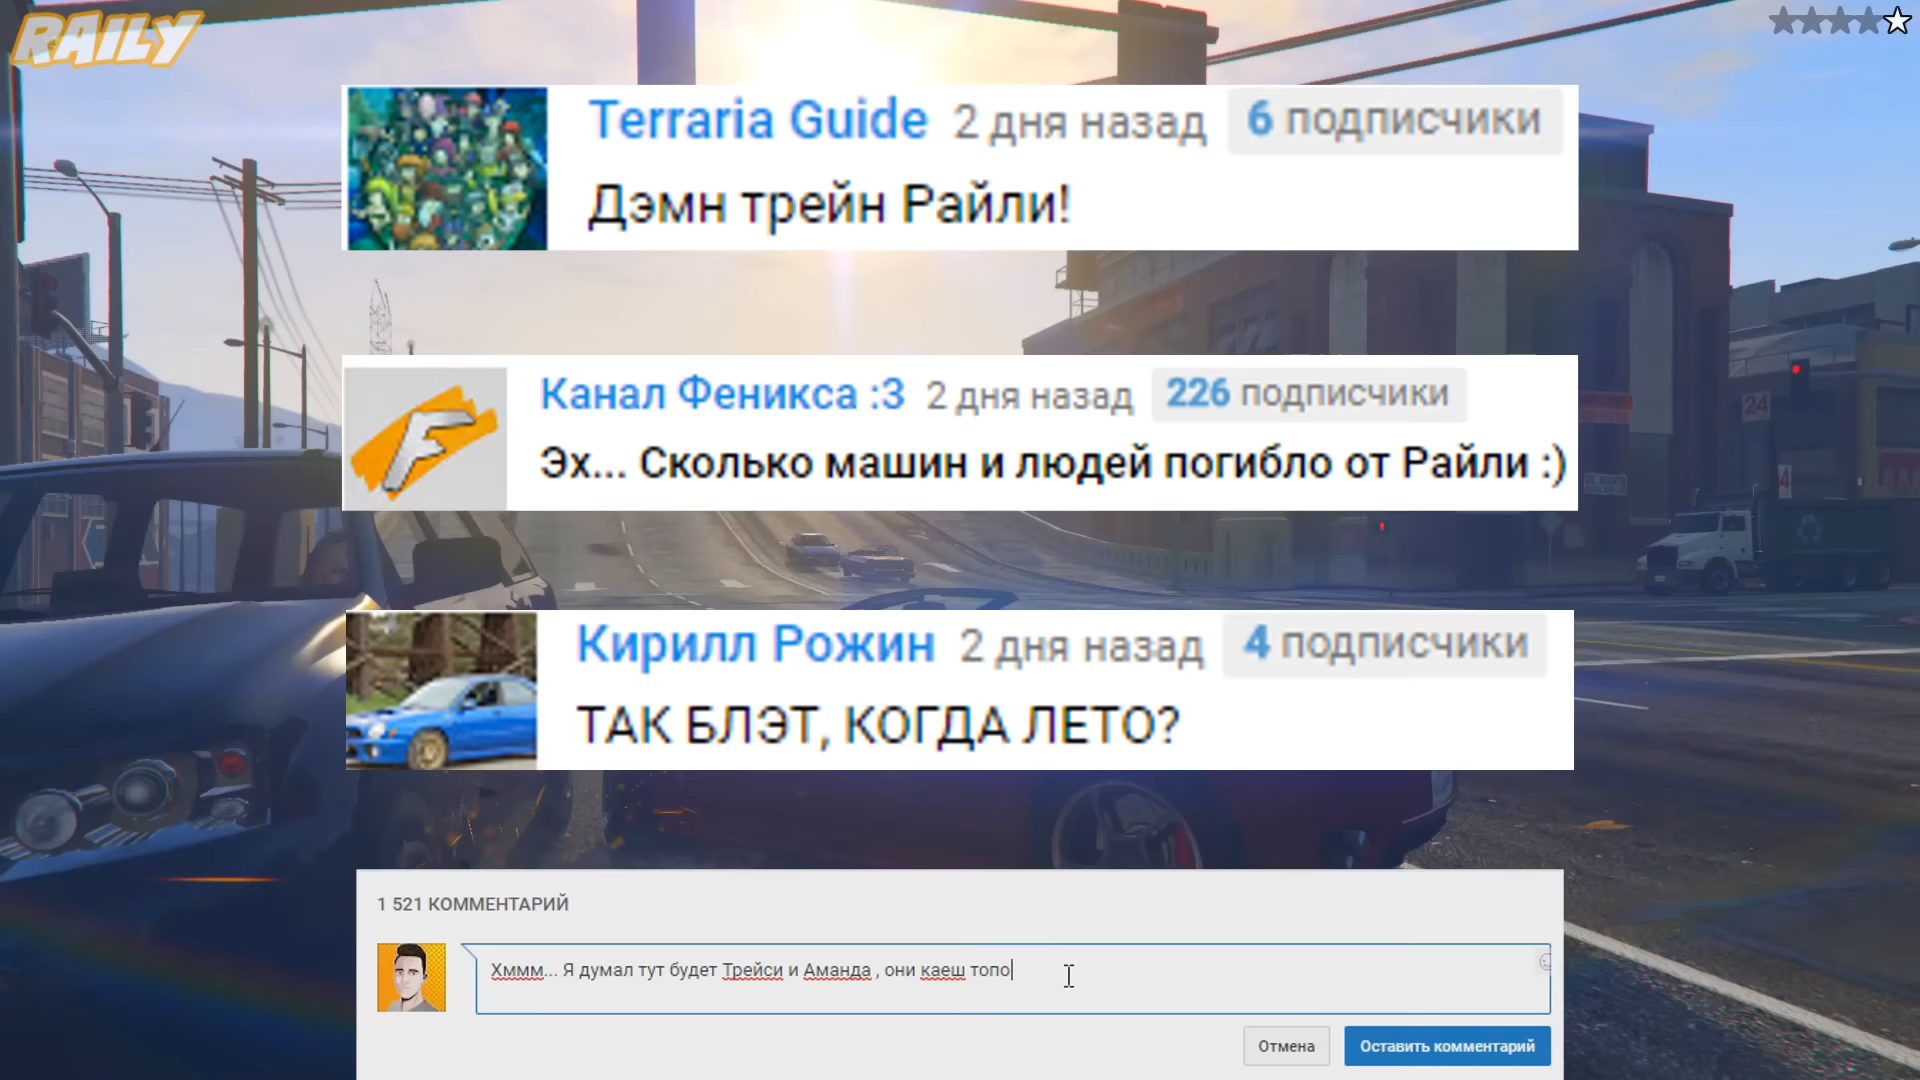 RAILY
Terraria Guide 2 дня назад 6 подписчики
Дэмн трейн Райли!
Канал Феникса :3 2 дня назад 226 подписчики
Эх... Сколько машин и людей погибло от Райли :)
24
4
Кирилл Рожин 2 дня назад 4 подписчики
ТАК БЛЭТ, КОГДА ЛЕТО?
1 521 КОММЕНТАРИЙ
Хммм... Я думал тут будет Трейси и Аманда , они каеш топо
Отмена Оставить комментарий